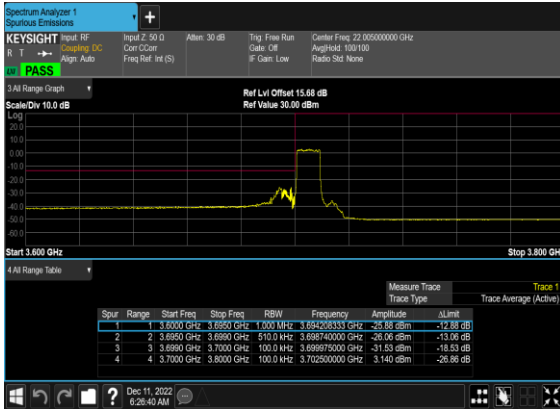 Spectrum Analyzer 1
Spurious Emissions
KEYSIGHT Input: RF Input Z: 50 Ω Atten: 30 dB Trig: Free Run Center Freq: 22.005000000 GHz
R T Coupling: DC Corr CCorr Gate: Off Avg|Hold: 100/100
Align: Auto Freq Ref: Int (S) IF Gain: Low Radio Std: None
PASS
3 All Range Graph
Ref Lvl Offset 15.68 dB
Scale/Div 10.0 dB Ref Value 30.00 dBm
Log
20.0
10.0
0.00
-10.0
-20.0
-30.0
-40.0
-50.0
-60.0
Start 3.600 GHz Stop 3.800 GH
4 All Range Table
Measure Trace Trace 1
Trace Type Trace Average (Active)
Spur Range Start Freq Stop Freq RBW Frequency Amplitude ΔLimit
1 1 3.6000 GHz 3.6950 GHz 1.000 MHz 3.694208333 GHz -25.88 dBm -12.88 dB
2 2 3.6950 GHz 3.6990 GHz 510.0 kHz 3.698740000 GHz -26.06 dBm -13.06 dB
3 3 3.6990 GHz 3.7000 GHz 100.0 kHz 3.699975000 GHz -31.53 dBm -18.53 dB
4 4 3.7000 GHz 3.8000 GHz 100.0 kHz 3.702500000 GHz 3.140 dBm -26.86 dB
? Dec 11, 2022
6:26:40 AM